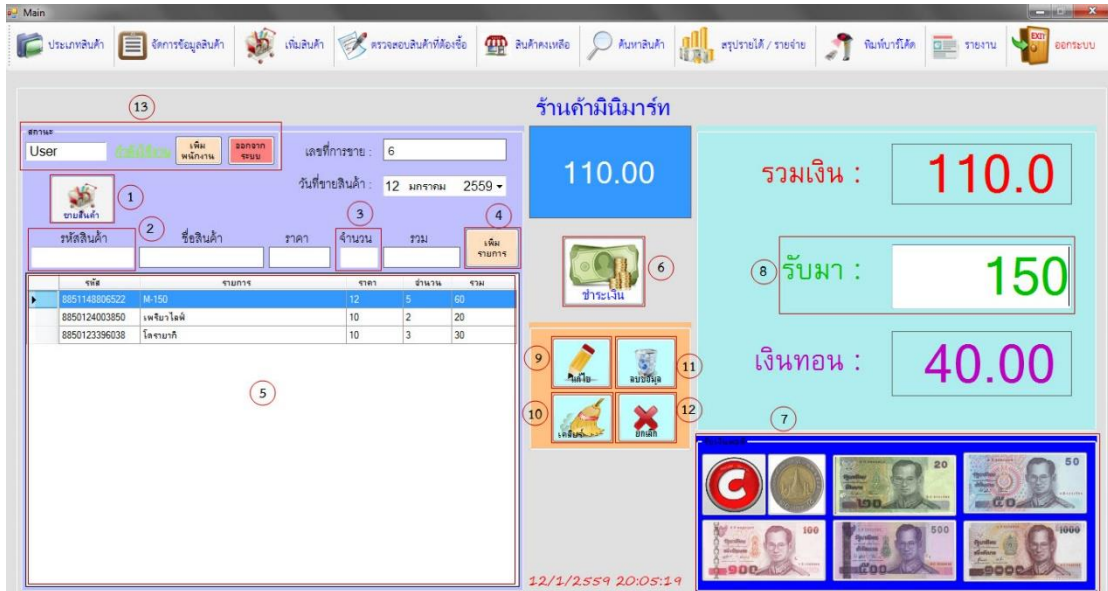 Main
ประเภทสินค้า จัดการข้อมูลสินค้า เพิ่มสินค้า ตรวจสอบสินค้าที่ต้องซื้อ สินค้าคงเหลือ ค้นหาสินค้า สรุปรายได้ / รายจ่าย พิมพ์บาร์โค้ด รายงาน EXIT ออกระบบ
ร้านค้ามินิมาร์ท
13
สถานะ
User เพิ่มพนักงาน ออกจากระบบ
เลขที่การขาย : 6
วันที่ขายสินค้า : 12 มกราคม 2559
ขายสินค้า 1
2 3 4
รหัสสินค้า ชื่อสินค้า ราคา จำนวน รวม เพิ่มรายการ
รหัส รายการ ราคา จำนวน รวม
8851148806522 M-150 12 5 60
8850124003850 เพรียวไลฟ์ 10 2 20
8850123396038 โครายากิ 10 3 30
5
110.00
ชำระเงิน 6
9 แก้ไข 11
10 เคลียร์ ยกเลิก 12
รวมเงิน : 110.0
8 รับมา : 150
เงินทอน : 40.00
7
C 20 50
100 500 1000
12/1/2559 20:05:19